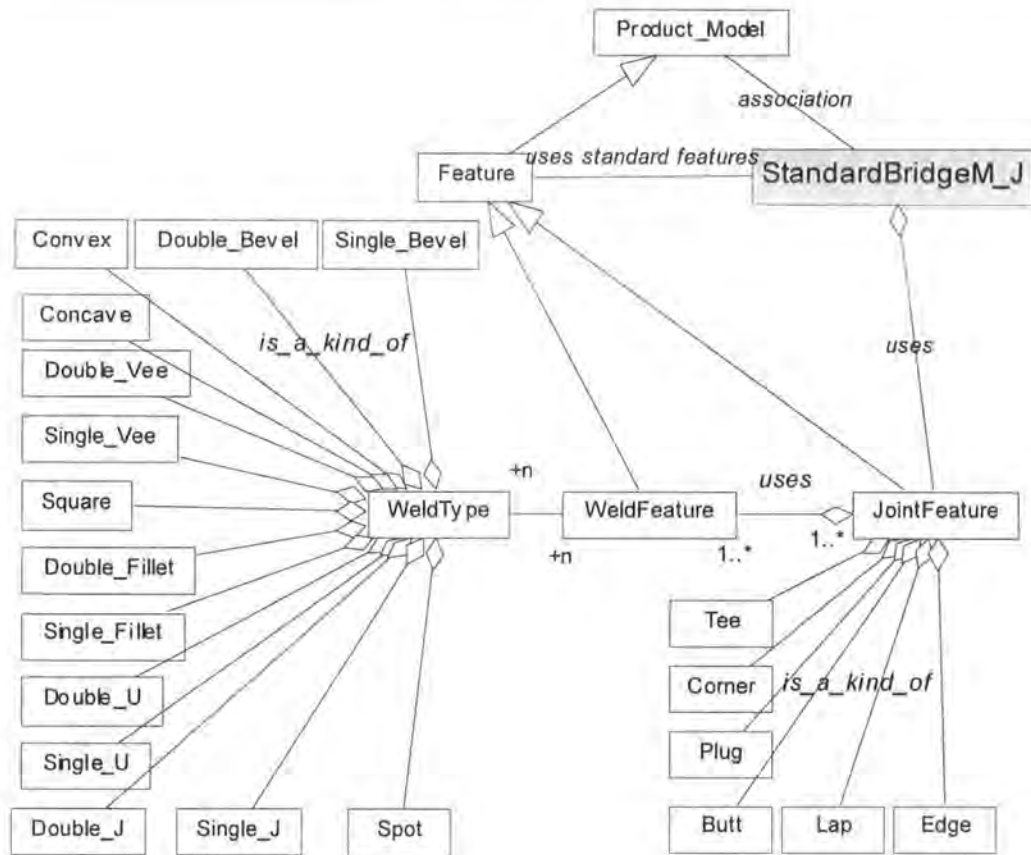 Product_Model
association
Feature
uses standard features
StandardBridgeM_J
Convex
Double_Bevel
Single_Bevel
Concave
is_a_kind_of
Double_Vee
uses
Single_Vee
+n
uses
Square
WeldType
WeldFeature
JointFeature
+n
1..*
1..*
Double_Fillet
Single_Fillet
Tee
Double_U
Corner
is_a_kind_of
Single_U
Plug
Double_J
Single_J
Spot
Butt
Lap
Edge